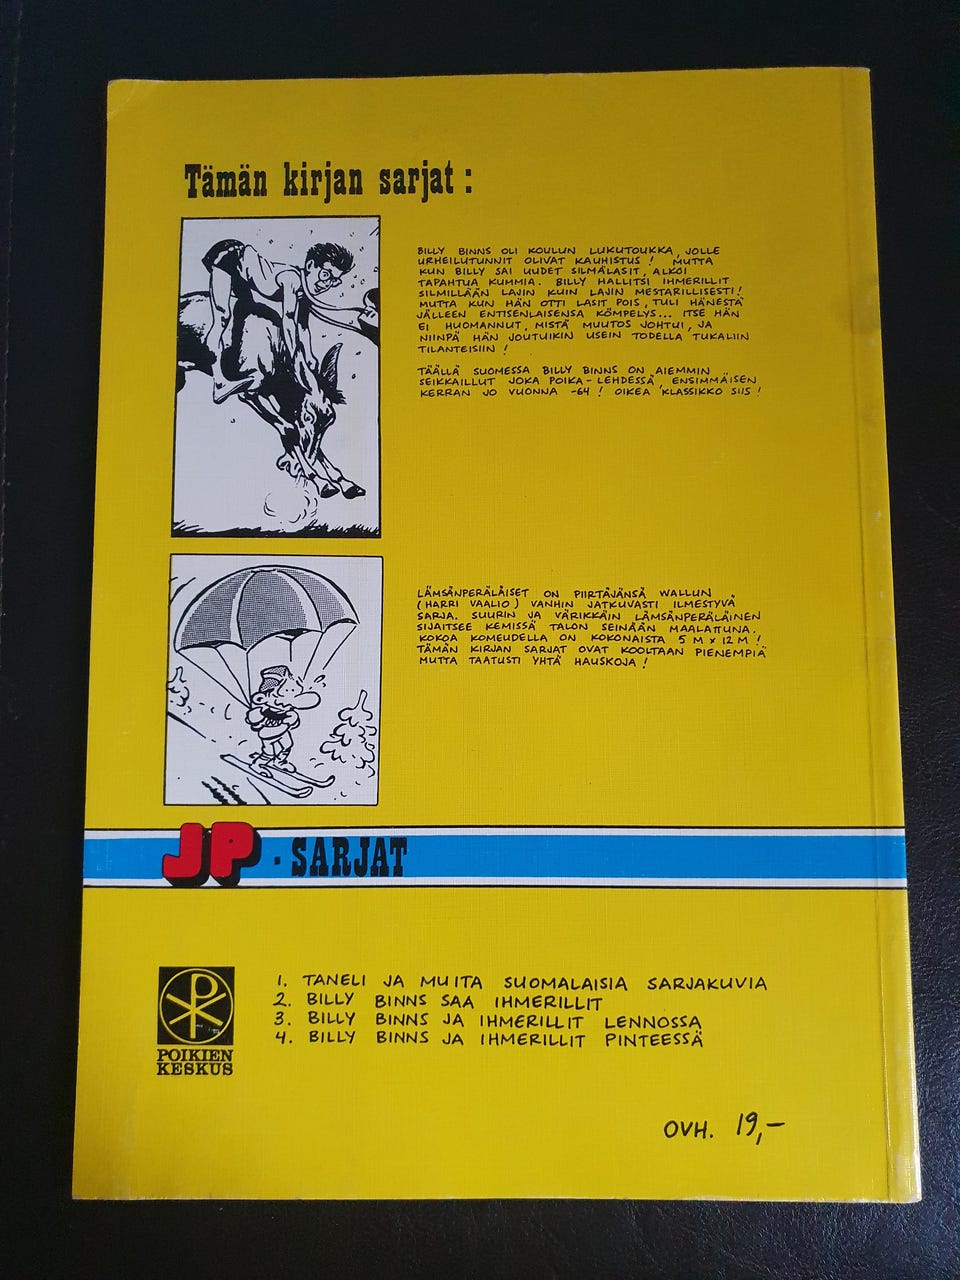 Tämän kirjan sarjat :
BILLY BINNS OLI KOULUN LUKUTOUKKA, JOLLE
URHEILUTUNNIT OLIVAT KAUHISTUS ! MUTTA
KUN BILLY SAI UUDET SILMÄLASIT, ALKOI
TAPAHTUA KUMMIA. BILLY HALLITSI IHMERILLIT
SILMILLÄÄN LAJIN KUIN LAJIN MESTARILLISESTI !
MUTTA KUN HÄN OTTI LASIT POIS, TULI HÄNESTÄ
JÄLLEEN ENTISENLAISENSA KÖMPELYS... ITSE HÄN
EI HUOMANNUT, MISTÄ MUUTOS JOHTUI, JA
NIINPÄ HÄN JOUTUIKIN USEIN TODELLA TUKALIIN
TILANTEISIIN !
TÄÄLLÄ SUOMESSA BILLY BINNS ON AIEMMIN
SEIKKAILLUT JOKA POIKA-LEHDESSÄ, ENSIMMÄISEN
KERRAN JO VUONNA -64 ! OIKEA KLASSIKKO SIIS !
LÄMSÄNPERÄLÄISET ON PIIRTÄJÄNSÄ WALLUN
(HARRI VAALIO) VANHIN JATKUVASTI ILMESTYVÄ
SARJA. SUURIN JA VÄRIKKÄIN LÄMSÄNPERÄLÄINEN
SIJAITSEE KEMISSÄ TALON SEINÄÄN MAALATTUNA.
KOKOA KOMEUDELLA ON KOKONAISTA 5 M x 12 M !
TÄMÄN KIRJAN SARJAT OVAT KOOLTAAN PIENEMPIÄ
MUTTA TAATUSTI YHTÄ HAUSKOJA !
JP - SARJAT
1. TANELI JA MUITA SUOMALAISIA SARJAKUVIA
2. BILLY BINNS SAA IHMERILLIT
3. BILLY BINNS JA IHMERILLIT LENNOSSA
4. BILLY BINNS JA IHMERILLIT PINTEESSÄ
POIKIEN
KESKUS
OVH. 19,-